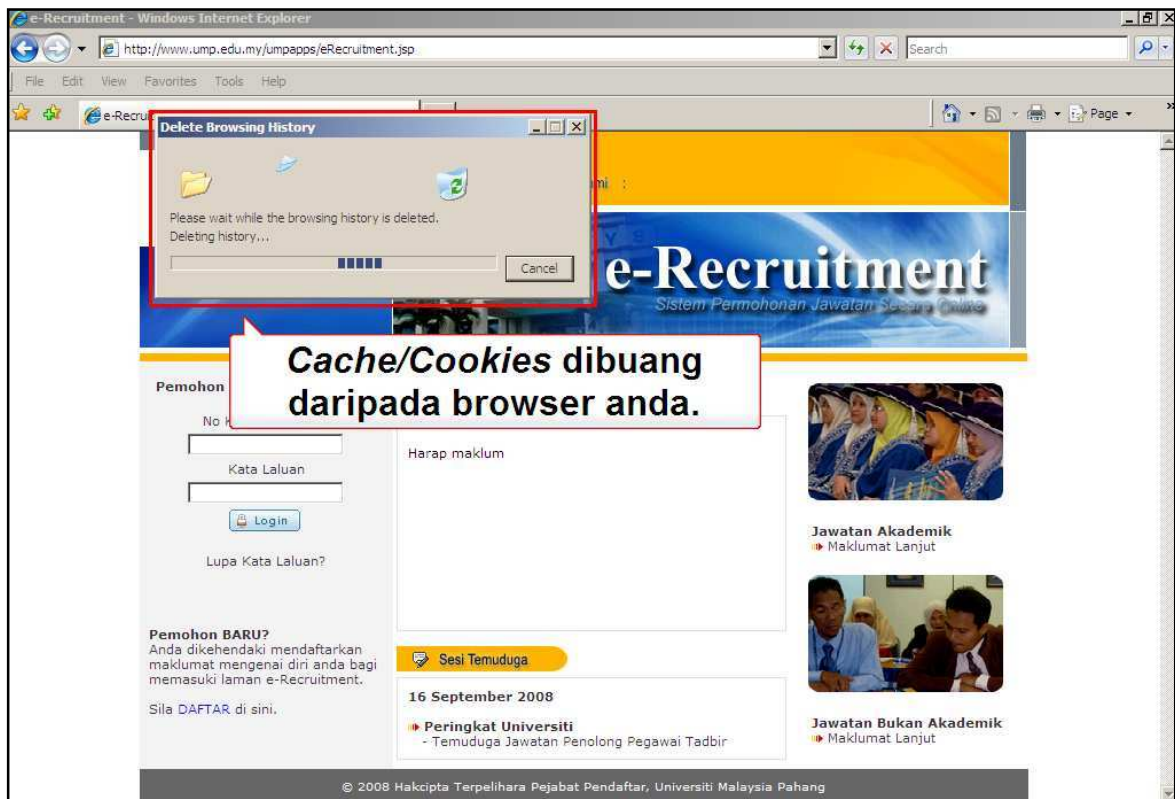 e-Recruitment - Windows Internet Explorer
http://www.ump.edu.my/umpapps/eRecruitment.jsp
Search
File Edit View Favorites Tools Help
Page
Delete Browsing History
Please wait while the browsing history is deleted.
Deleting history...
Cancel
e-Recruitment
Sistem Permohonan Jawatan Secara Online
Cache/Cookies dibuang
daripada browser anda.
Pemohon
No
Kata Laluan
Login
Lupa Kata Laluan?
Pemohon BARU?
Anda dikehendaki mendaftarkan
maklumat mengenai diri anda bagi
memasuki laman e-Recruitment.
Sila DAFTAR di sini.
Harap maklum
Sesi Temuduga
16 September 2008
Peringkat Universiti
- Temuduga Jawatan Penolong Pegawai Tadbir
Jawatan Akademik
Maklumat Lanjut
Jawatan Bukan Akademik
Maklumat Lanjut
© 2008 Hakcipta Terpelihara Pejabat Pendaftar, Universiti Malaysia Pahang